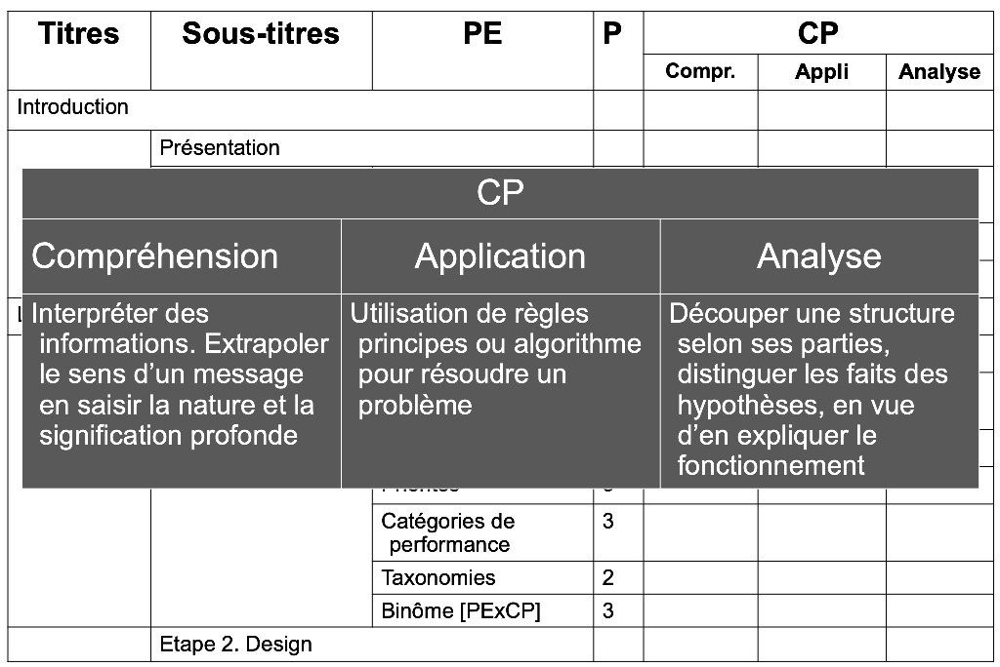 Titres Sous-titres PE P CP
Compr. Appli Analyse
Introduction
Présentation
CP
Compréhension Application Analyse
Interpréter des
informations. Extrapoler
le sens d’un message
en saisir la nature et la
signification profonde
Utilisation de règles
principes ou algorithme
pour résoudre un
problème
Découper une structure
selon ses parties,
distinguer les faits des
hypothèses, en vue
d’en expliquer le
fonctionnement
Catégories de 3
performance
Taxonomies 2
Binôme [PExCP] 3
Etape 2. Design